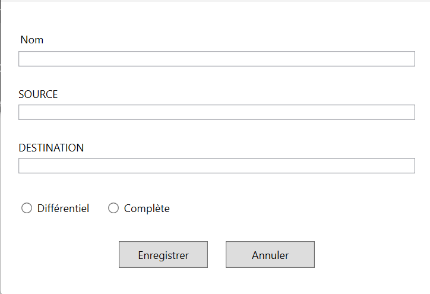 Nom
SOURCE
DESTINATION
Différentiel Complète
Enregistrer Annuler